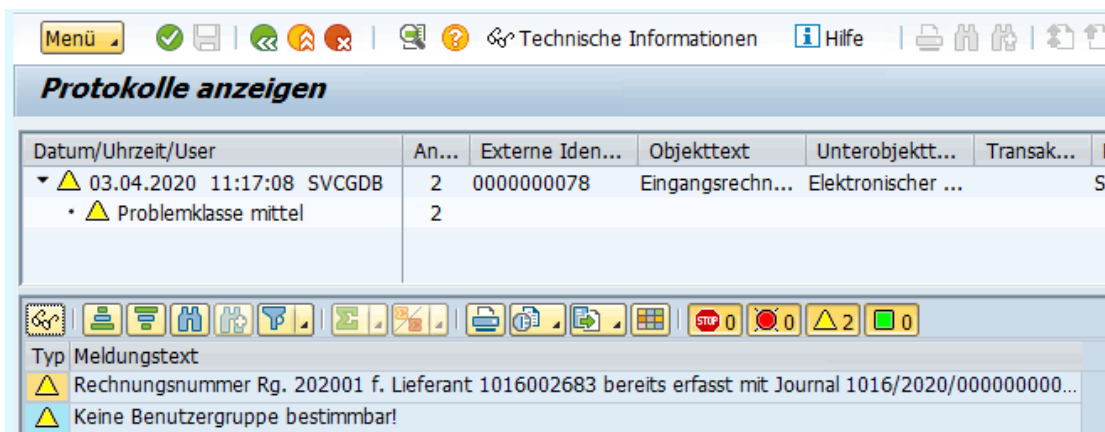 Menü Technische Informationen Hilfe
Protokolle anzeigen
Datum/Uhrzeit/User An... Externe Iden... Objekttext Unterobjektt... Transak...
03.04.2020 11:17:08 SVCGDB 2 0000000078 Eingangsrechn... Elektronischer ... S
Problemklasse mittel 2
STOP 0 0 2 0
Typ Meldungstext
Rechnungsnummer Rg. 202001 f. Lieferant 1016002683 bereits erfasst mit Journal 1016/2020/000000000...
Keine Benutzergruppe bestimmbar!